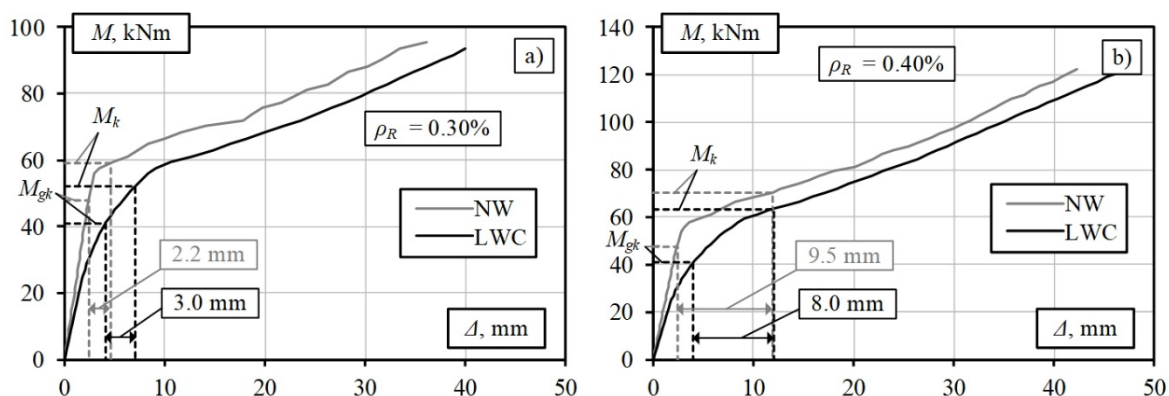 M, kNm
a)
100
80
60
40
20
0
M_k
M_gk
ρ_R = 0.30%
NW
LWC
2.2 mm
3.0 mm
Δ, mm
0 10 20 30 40 50
M, kNm
b)
140
120
100
80
60
40
20
0
ρ_R = 0.40%
M_k
M_gk
NW
LWC
9.5 mm
8.0 mm
Δ, mm
0 10 20 30 40 50